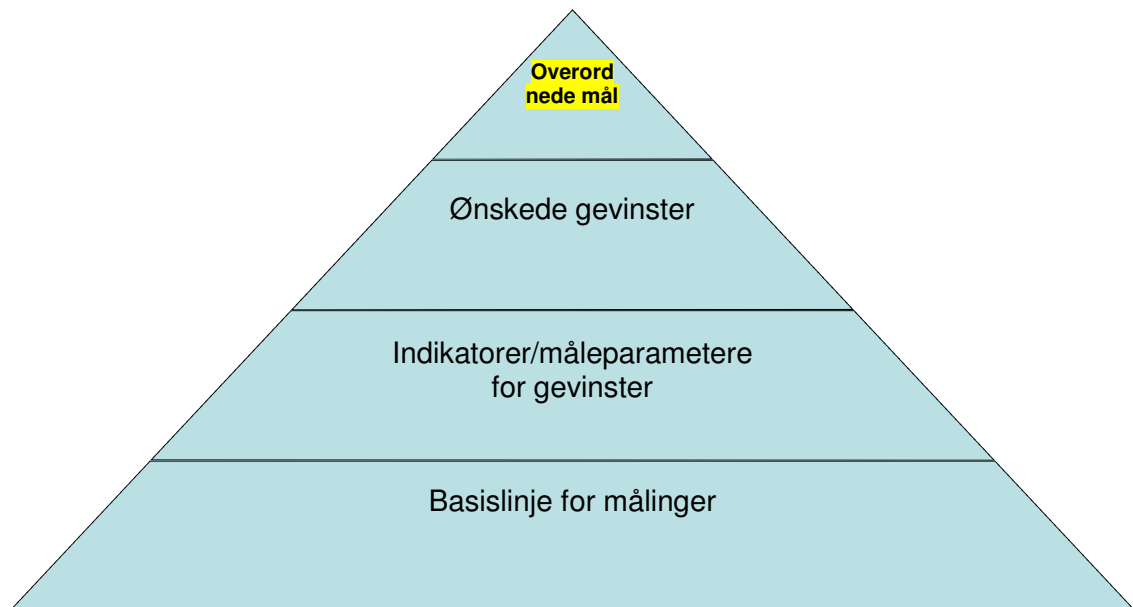 Overord
nede mål
Ønskede gevinster
Indikatorer/måleparametere
for gevinster
Basislinje for målinger